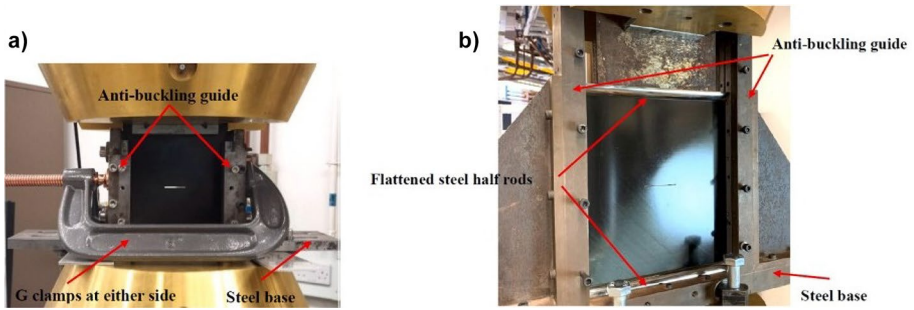 a)
Anti-buckling guide
G clamps at either side
Steel base
b)
Anti-buckling guide
Flattened steel half rods
Steel base